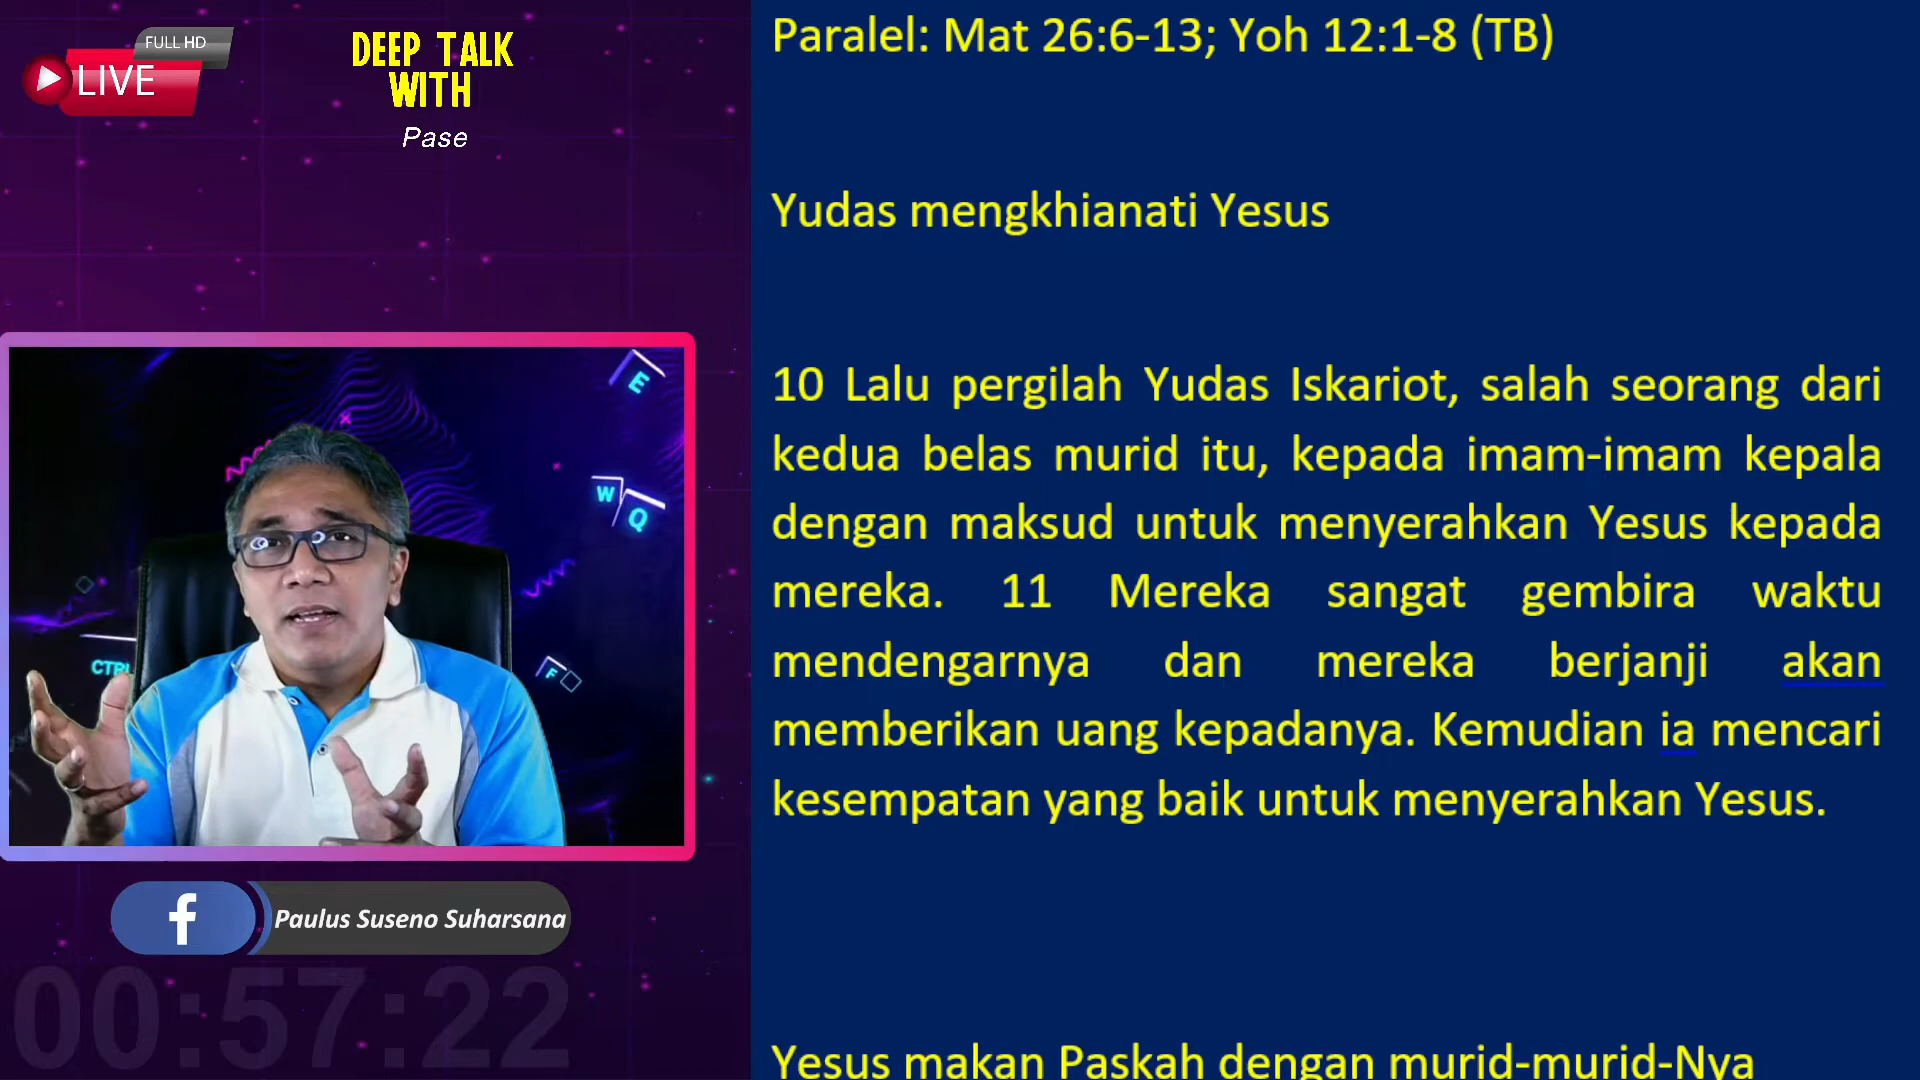 FULL HD
LIVE
DEEP TALK
WITH
Pase
Paralel: Mat 26:6-13; Yoh 12:1-8 (TB)
Yudas mengkhianati Yesus
10 Lalu pergilah Yudas Iskariot, salah seorang dari
kedua belas murid itu, kepada imam-imam kepala
dengan maksud untuk menyerahkan Yesus kepada
mereka. 11 Mereka sangat gembira waktu
mendengarnya dan mereka berjanji akan
memberikan uang kepadanya. Kemudian ia mencari
kesempatan yang baik untuk menyerahkan Yesus.
Yesus makan Paskah dengan murid-murid-Nya
E
W
Q
CTRL
F
f
Paulus Suseno Suharsana
00:57:22